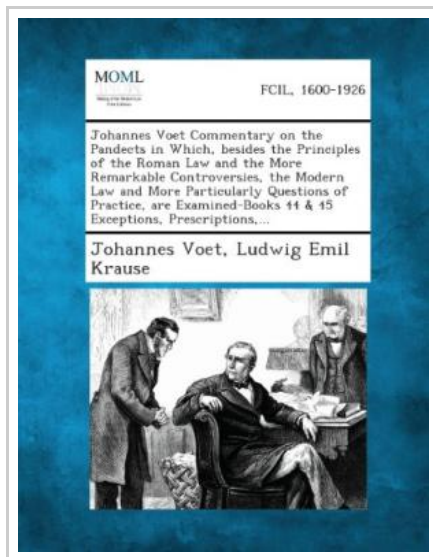 MOML
FCIL, 1600-1926
Johannes Voet Commentary on the
Pandects in Which, besides the Principles
of the Roman Law and the More
Remarkable Controversies, the Modern
Law and More Particularly Questions of
Practice, are Examined-Books 44 & 45
Exceptions, Prescriptions,...
Johannes Voet, Ludwig Emil
Krause